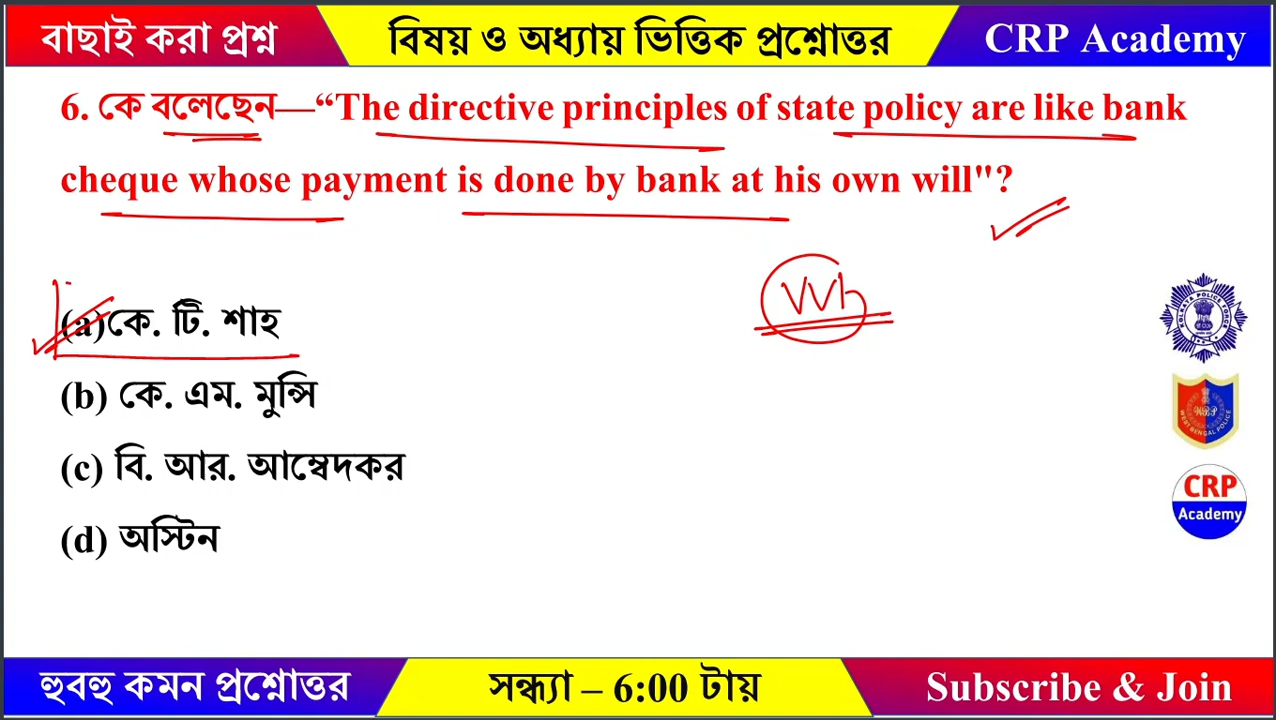 বাছাই করা প্রশ্ন
বিষয় ও অধ্যায় ভিত্তিক প্রশ্নোত্তর
CRP Academy
6. কে বলেছেন—“The directive principles of state policy are like bank
cheque whose payment is done by bank at his own will"?
(a)কে. টি. শাহ
(b) কে. এম. মুন্সি
(c) বি. আর. আম্বেদকর
(d) অস্টিন
CRP
Academy
হুবহু কমন প্রশ্নোত্তর
সন্ধ্যা – 6:00 টায়
Subscribe & Join